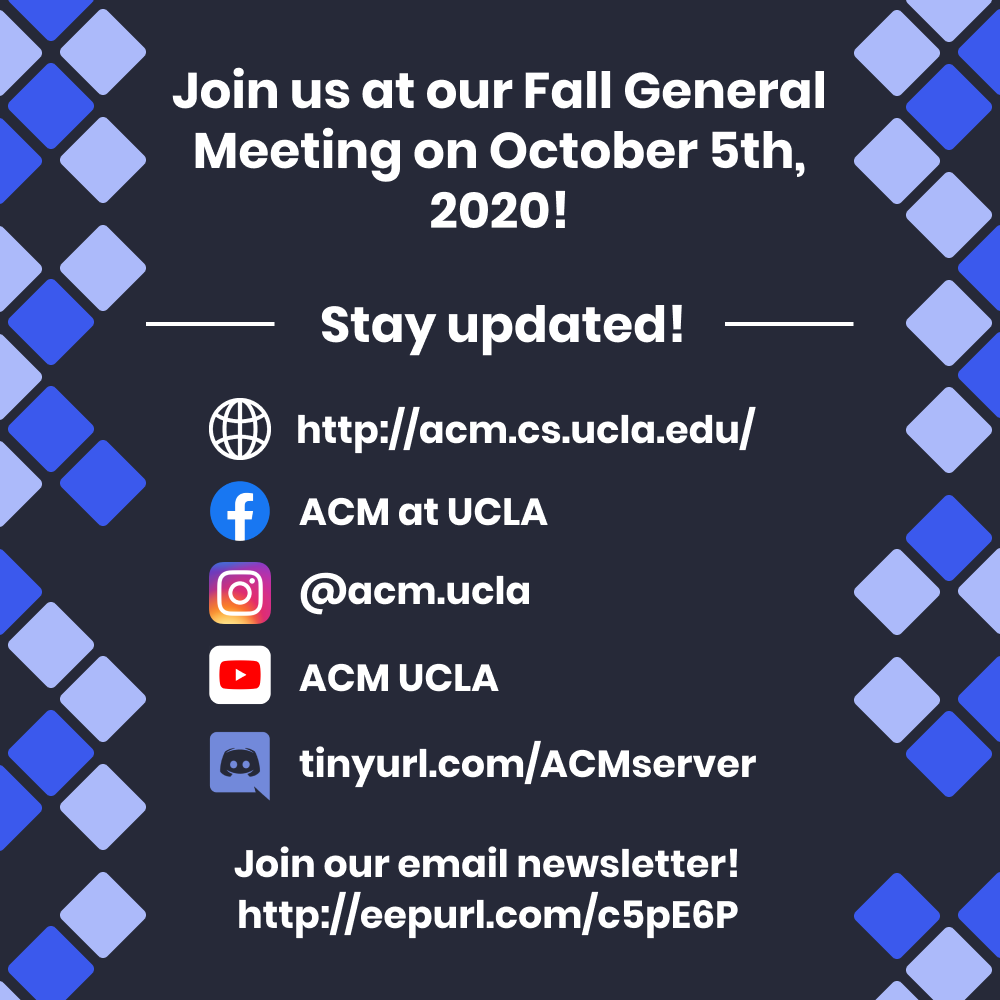 Join us at our Fall General
Meeting on October 5th,
2020!
Stay updated!
http://acm.cs.ucla.edu/
ACM at UCLA
@acm.ucla
ACM UCLA
tinyurl.com/ACMserver
Join our email newsletter!
http://eepurl.com/c5pE6P